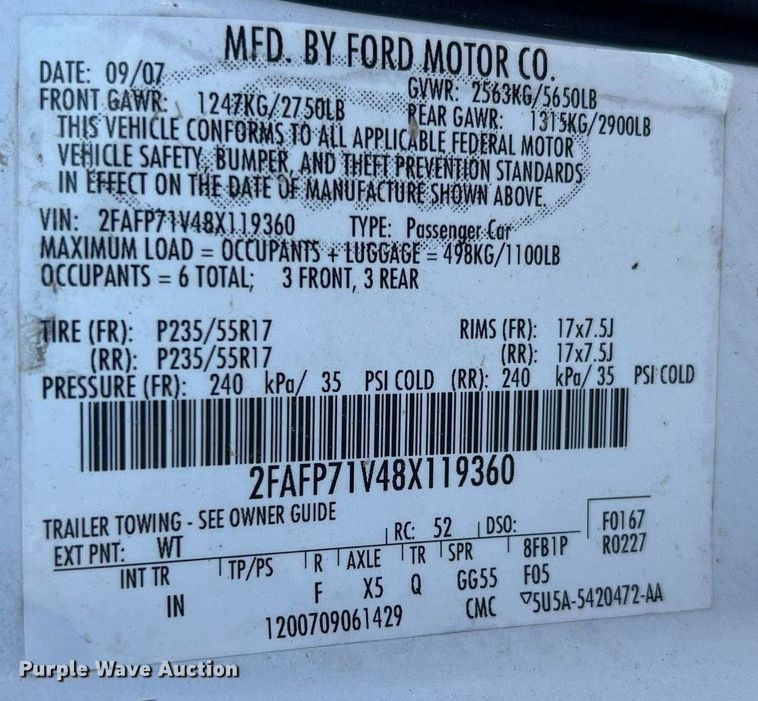 MFD. BY FORD MOTOR CO.
DATE: 09/07 GVWR: 2563KG/5650LB
FRONT GAWR: 1247KG/2750LB REAR GAWR: 1315KG/2900LB
THIS VEHICLE CONFORMS TO ALL APPLICABLE FEDERAL MOTOR
VEHICLE SAFETY, BUMPER, AND THEFT PREVENTION STANDARDS
IN EFFECT ON THE DATE OF MANUFACTURE SHOWN ABOVE.
VIN: 2FAFP71V48X119360 TYPE: Passenger Car
MAXIMUM LOAD = OCCUPANTS + LUGGAGE = 498KG/1100LB
OCCUPANTS = 6 TOTAL; 3 FRONT, 3 REAR
TIRE (FR): P235/55R17 RIMS (FR): 17x7.5J
(RR): P235/55R17 (RR): 17x7.5J
PRESSURE (FR): 240 kPa/ 35 PSI COLD (RR): 240 kPa/ 35 PSI COLD
2FAFP71V48X119360
TRAILER TOWING - SEE OWNER GUIDE
EXT PNT: WT RC: 52 DSO: F0167
INT TR TP/PS R AXLE TR SPR 8FB1P R0227
IN F X5 Q GG55 F05
1200709061429 CMC ▽5U5A-5420472-AA
Purple Wave Auction